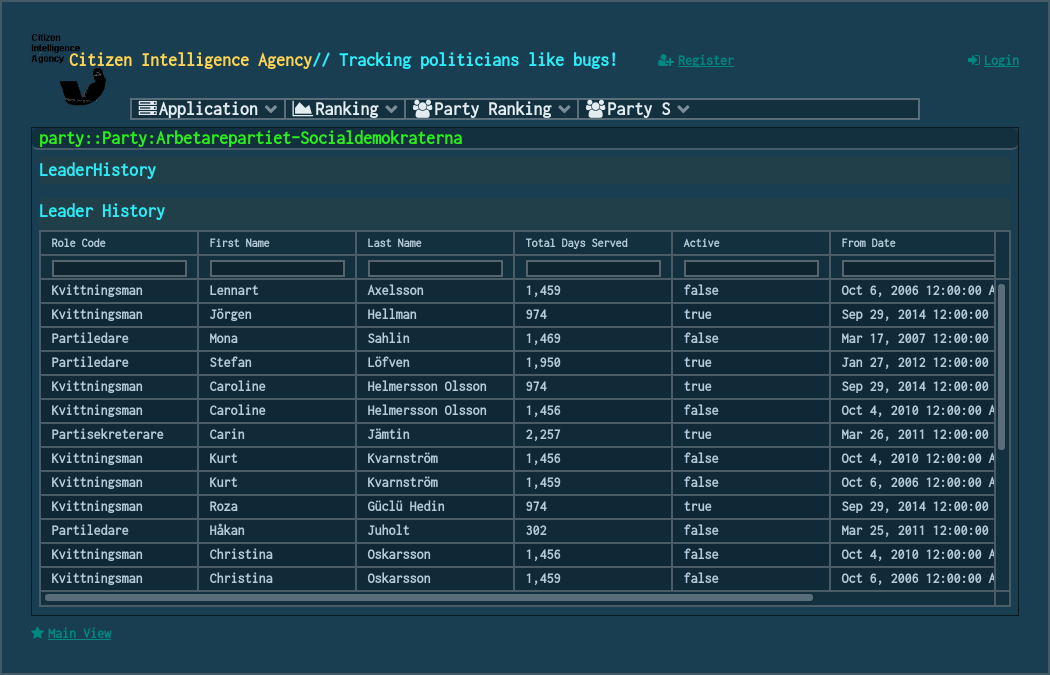 Citizen
Intelligence
Agency
Citizen Intelligence Agency// Tracking politicians like bugs!
Register
Login
Application
Ranking
Party Ranking
Party S
party::Party:Arbetarepartiet-Socialdemokraterna
LeaderHistory
Leader History
Role Code First Name Last Name Total Days Served Active From Date
Kvittningsman Lennart Axelsson 1,459 false Oct 6, 2006 12:00:00 A
Kvittningsman Jörgen Hellman 974 true Sep 29, 2014 12:00:00
Partiledare Mona Sahlin 1,469 false Mar 17, 2007 12:00:00
Partiledare Stefan Löfven 1,950 true Jan 27, 2012 12:00:00
Kvittningsman Caroline Helmersson Olsson 974 true Sep 29, 2014 12:00:00
Kvittningsman Caroline Helmersson Olsson 1,456 false Oct 4, 2010 12:00:00 A
Partisekreterare Carin Jämtin 2,257 true Mar 26, 2011 12:00:00
Kvittningsman Kurt Kvarnström 1,456 false Oct 4, 2010 12:00:00 A
Kvittningsman Kurt Kvarnström 1,459 false Oct 6, 2006 12:00:00 A
Kvittningsman Roza Güclü Hedin 974 true Sep 29, 2014 12:00:00
Partiledare Håkan Juholt 302 false Mar 25, 2011 12:00:00
Kvittningsman Christina Oskarsson 1,456 false Oct 4, 2010 12:00:00 A
Kvittningsman Christina Oskarsson 1,459 false Oct 6, 2006 12:00:00 A
Main View